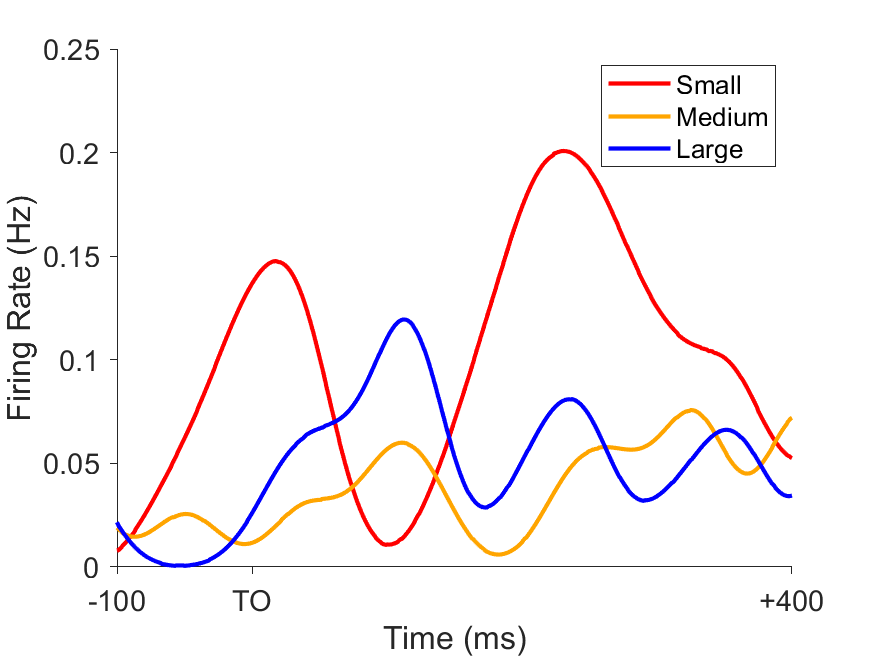 0.25
0.2
0.15
0.1
0.05
0
Firing Rate (Hz)
Small
Medium
Large
-100
TO
+400
Time (ms)